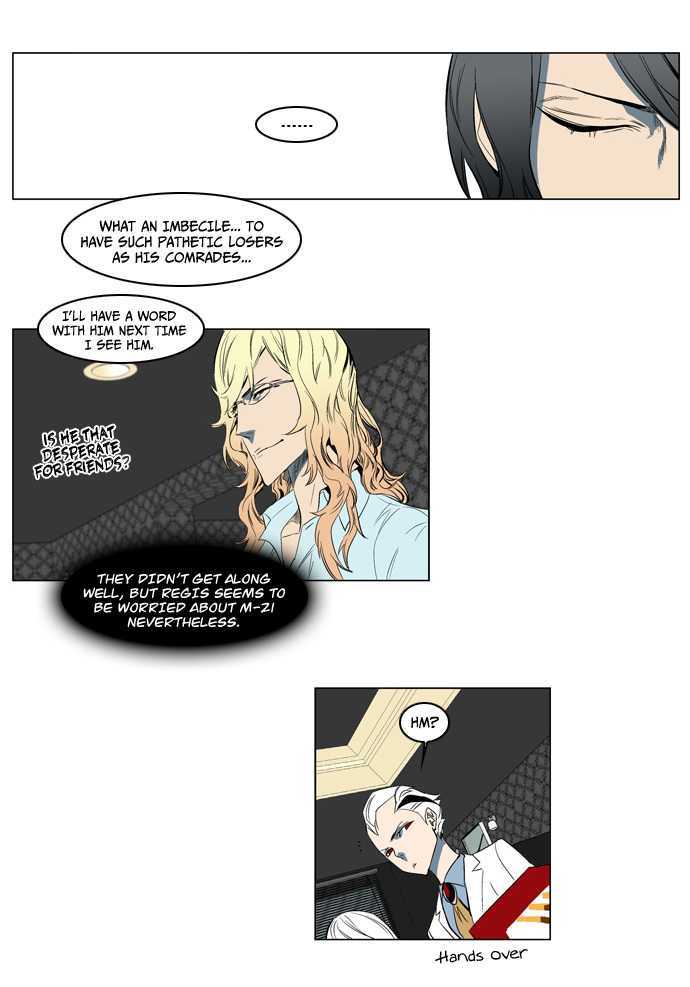 ------
WHAT AN IMBECILE... TO
HAVE SUCH PATHETIC LOSERS
AS HIS COMRADES...
I'LL HAVE A WORD
WITH HIM NEXT TIME
I SEE HIM.
IS HE THAT
DESPERATE
FOR FRIENDS?
THEY DIDN'T GET ALONG
WELL, BUT REGIS SEEMS TO
BE WORRIED ABOUT M-21
NEVERTHELESS.
HM?
...
Hands Over